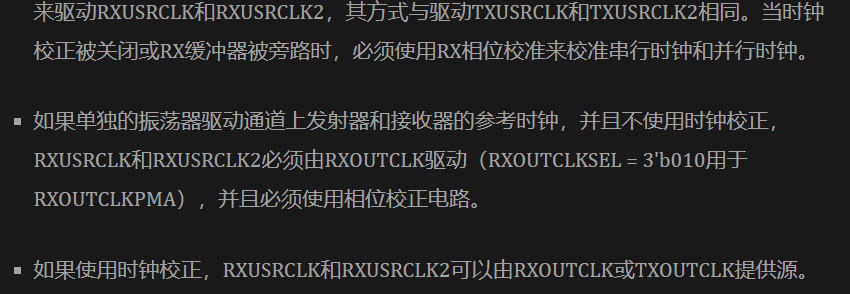 来驱动RXUSRCLK和RXUSRCLK2，其方式与驱动TXUSRCLK和TXUSRCLK2相同。当时钟
校正被关闭或RX缓冲器被旁路时，必须使用RX相位校准来校准串行时钟和并行时钟。
▪ 如果单独的振荡器驱动通道上发射器和接收器的参考时钟，并且不使用时钟校正，
RXUSRCLK和RXUSRCLK2必须由RXOUTCLK驱动（RXOUTCLKSEL = 3'b010用于
RXOUTCLKPMA），并且必须使用相位校正电路。
▪ 如果使用时钟校正，RXUSRCLK和RXUSRCLK2可以由RXOUTCLK或TXOUTCLK提供源。